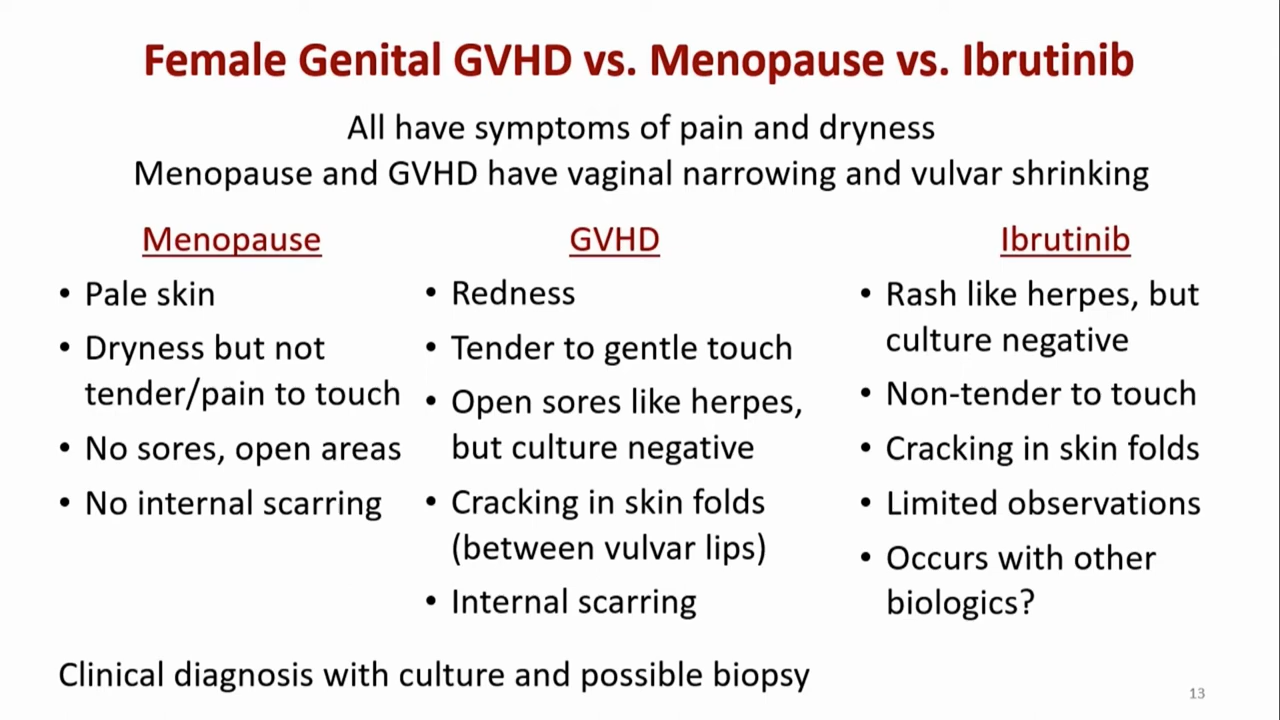 Female Genital GVHD vs. Menopause vs. Ibrutinib
All have symptoms of pain and dryness
Menopause and GVHD have vaginal narrowing and vulvar shrinking
Menopause
• Pale skin
• Dryness but not
tender/pain to touch
• No sores, open areas
• No internal scarring
GVHD
• Redness
• Tender to gentle touch
• Open sores like herpes,
but culture negative
• Cracking in skin folds
(between vulvar lips)
• Internal scarring
Ibrutinib
• Rash like herpes, but
culture negative
• Non-tender to touch
• Cracking in skin folds
• Limited observations
• Occurs with other
biologics?
Clinical diagnosis with culture and possible biopsy
13